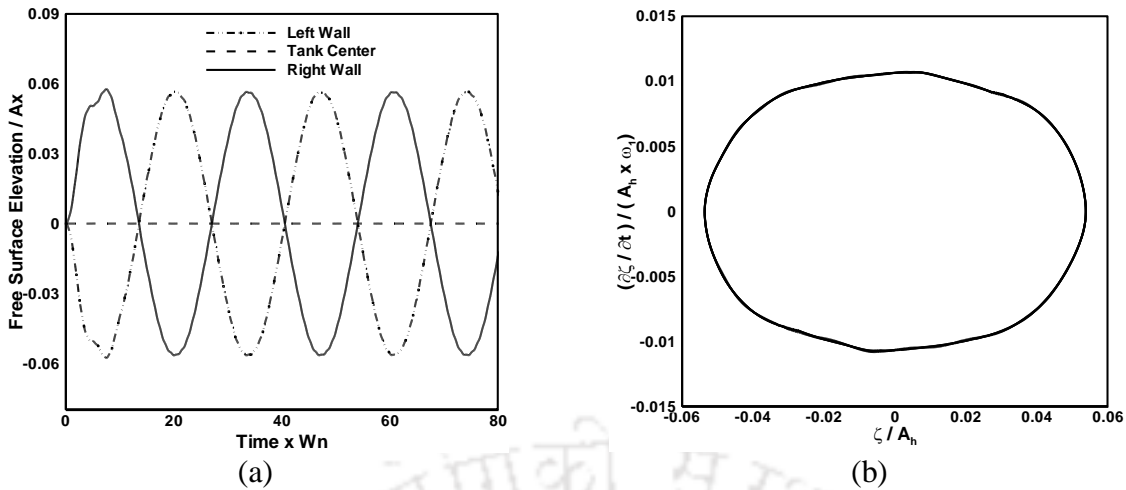 0.09
0.06
0.03
0
-0.03
-0.06
0
20
40
60
80
Free Surface Elevation / Ax
Time x Wn
Left Wall
Tank Center
Right Wall
(a)
0.015
0.01
0.005
0
-0.005
-0.01
-0.015
-0.06
-0.04
-0.02
0
0.02
0.04
0.06
(∂ζ / ∂t) / ( Aₕ x ω₁)
ζ / Aₕ
(b)